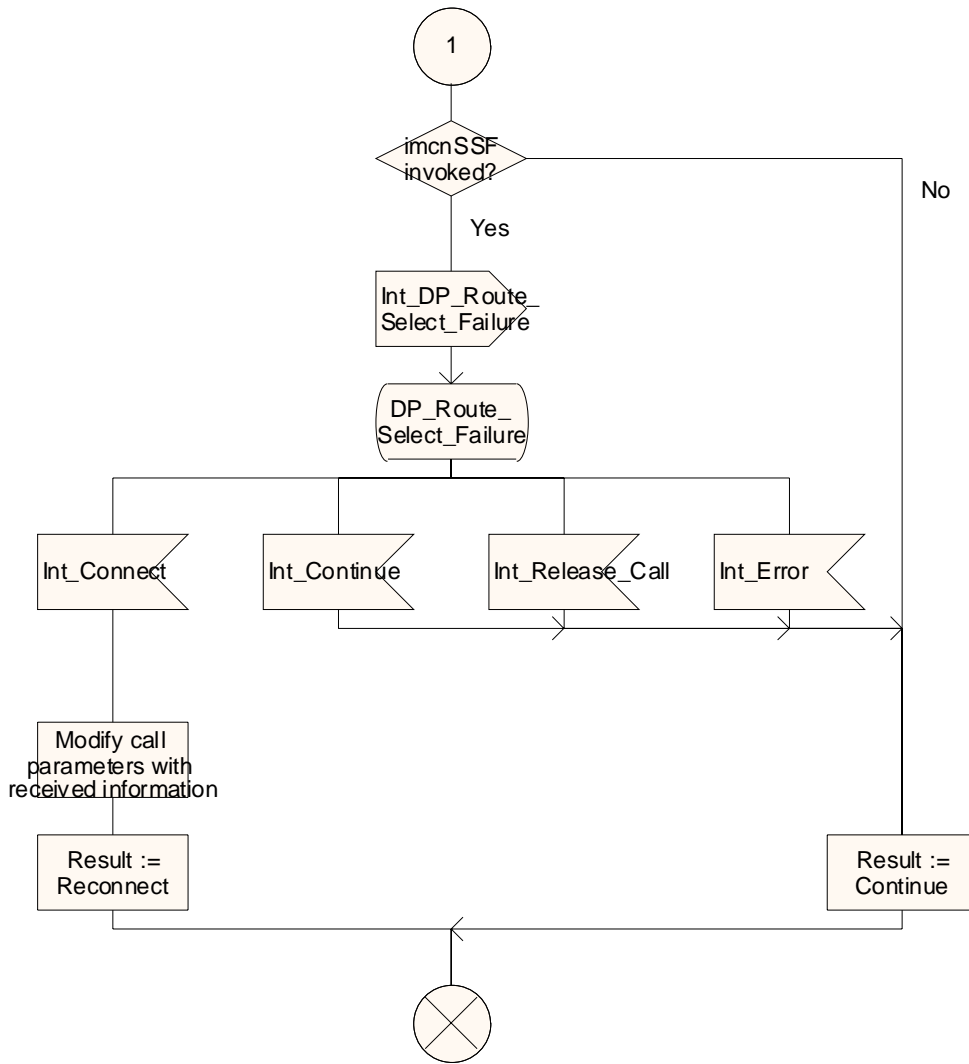 1
imcnSSF
invoked?
No
Yes
Int_DP_Route_
Select_Failure
DP_Route_
Select_Failure
Int_Connect
Int_Continue
Int_Release_Call
Int_Error
Modify call
parameters with
received information
Result :=
Reconnect
Result :=
Continue